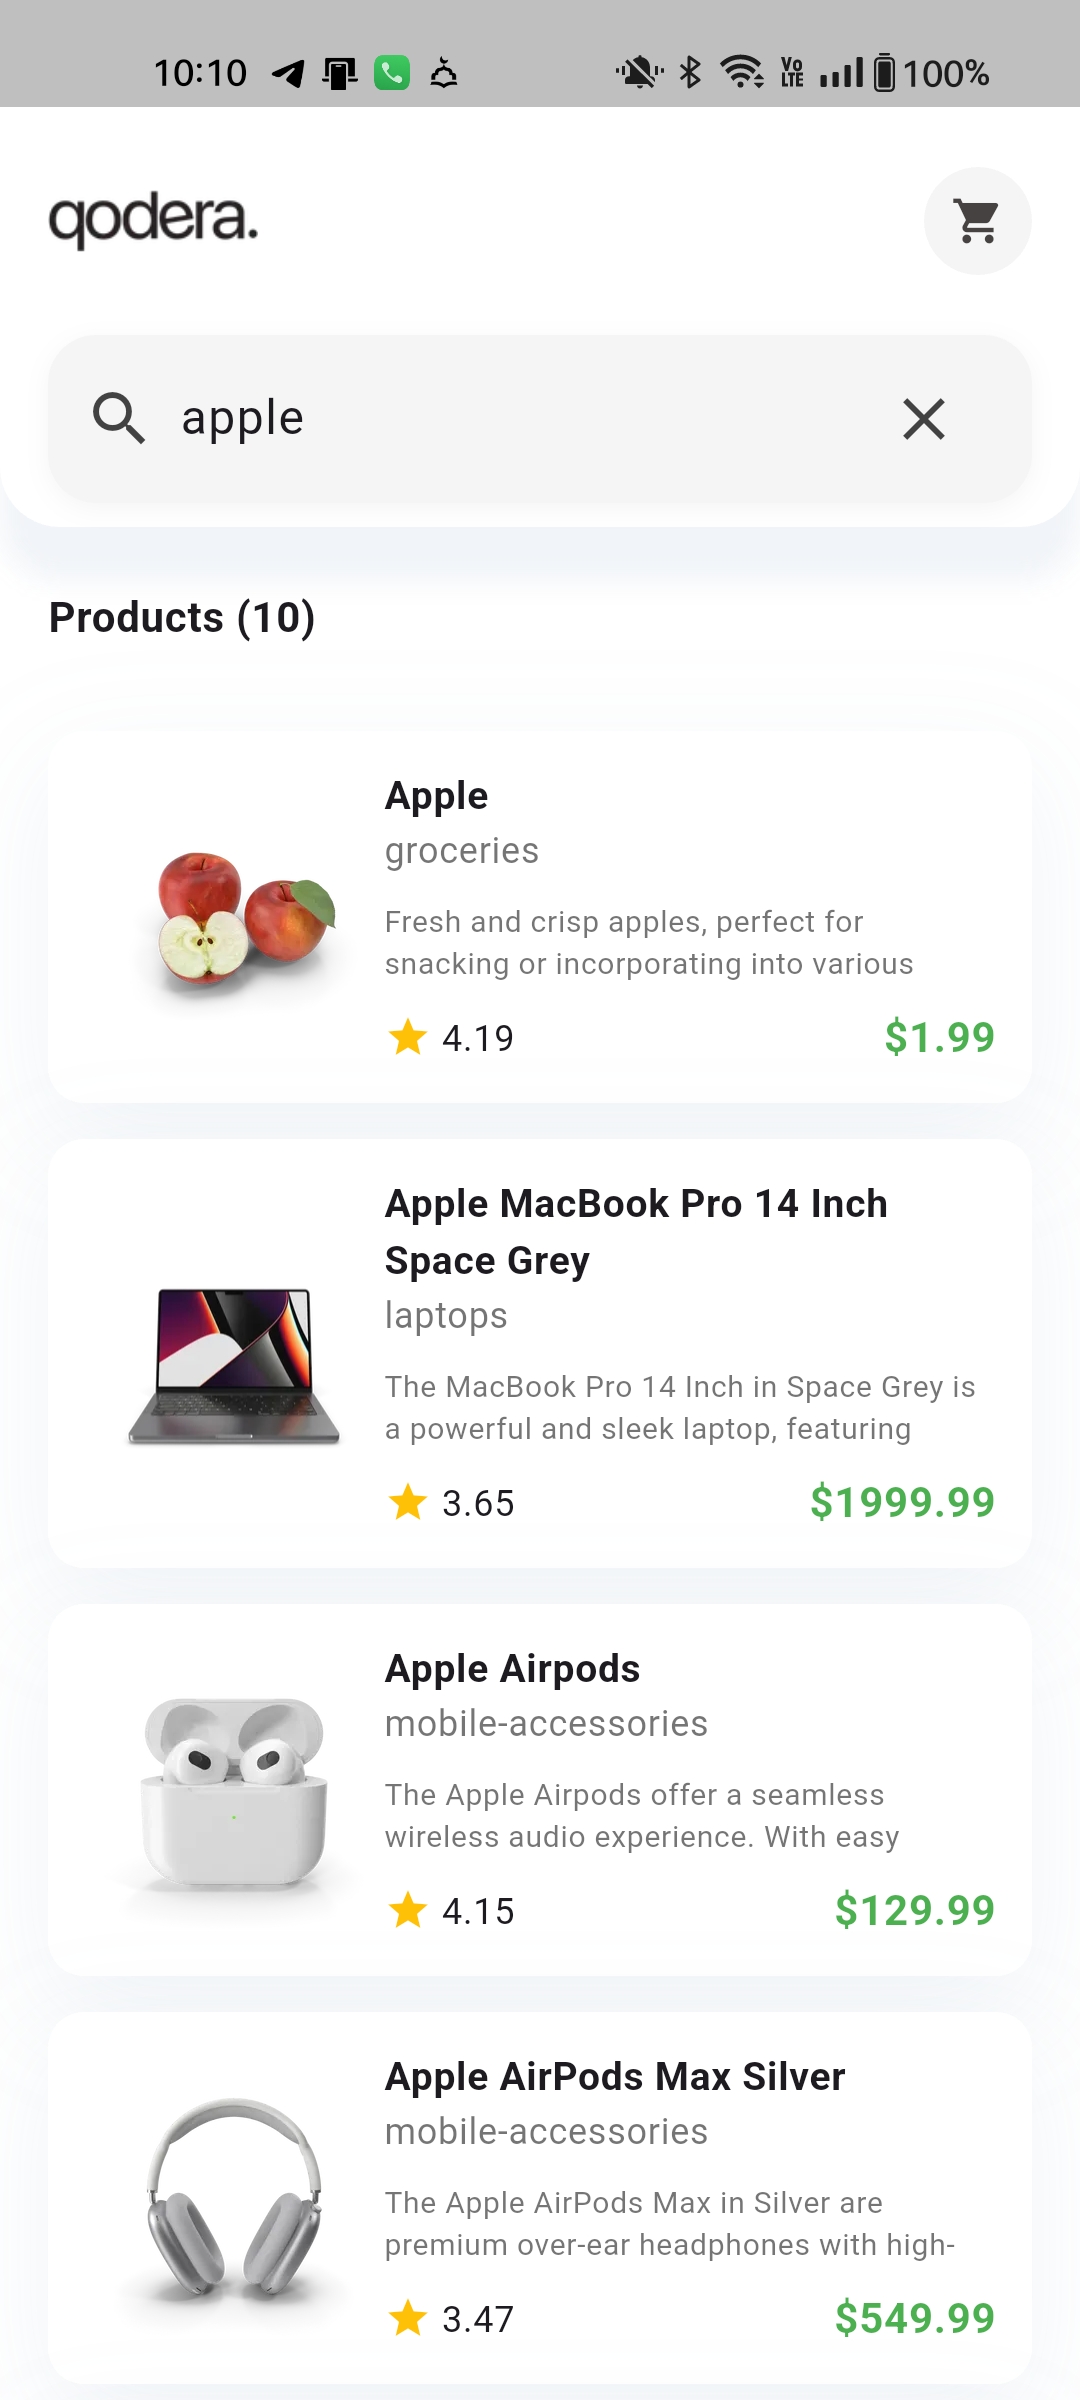 10:10
Vo
LTE
100%
qodera.
apple
Products (10)
Apple
groceries
Fresh and crisp apples, perfect for
snacking or incorporating into various
4.19
$1.99
Apple MacBook Pro 14 Inch
Space Grey
laptops
The MacBook Pro 14 Inch in Space Grey is
a powerful and sleek laptop, featuring
3.65
$1999.99
Apple Airpods
mobile-accessories
The Apple Airpods offer a seamless
wireless audio experience. With easy
4.15
$129.99
Apple AirPods Max Silver
mobile-accessories
The Apple AirPods Max in Silver are
premium over-ear headphones with high-
3.47
$549.99